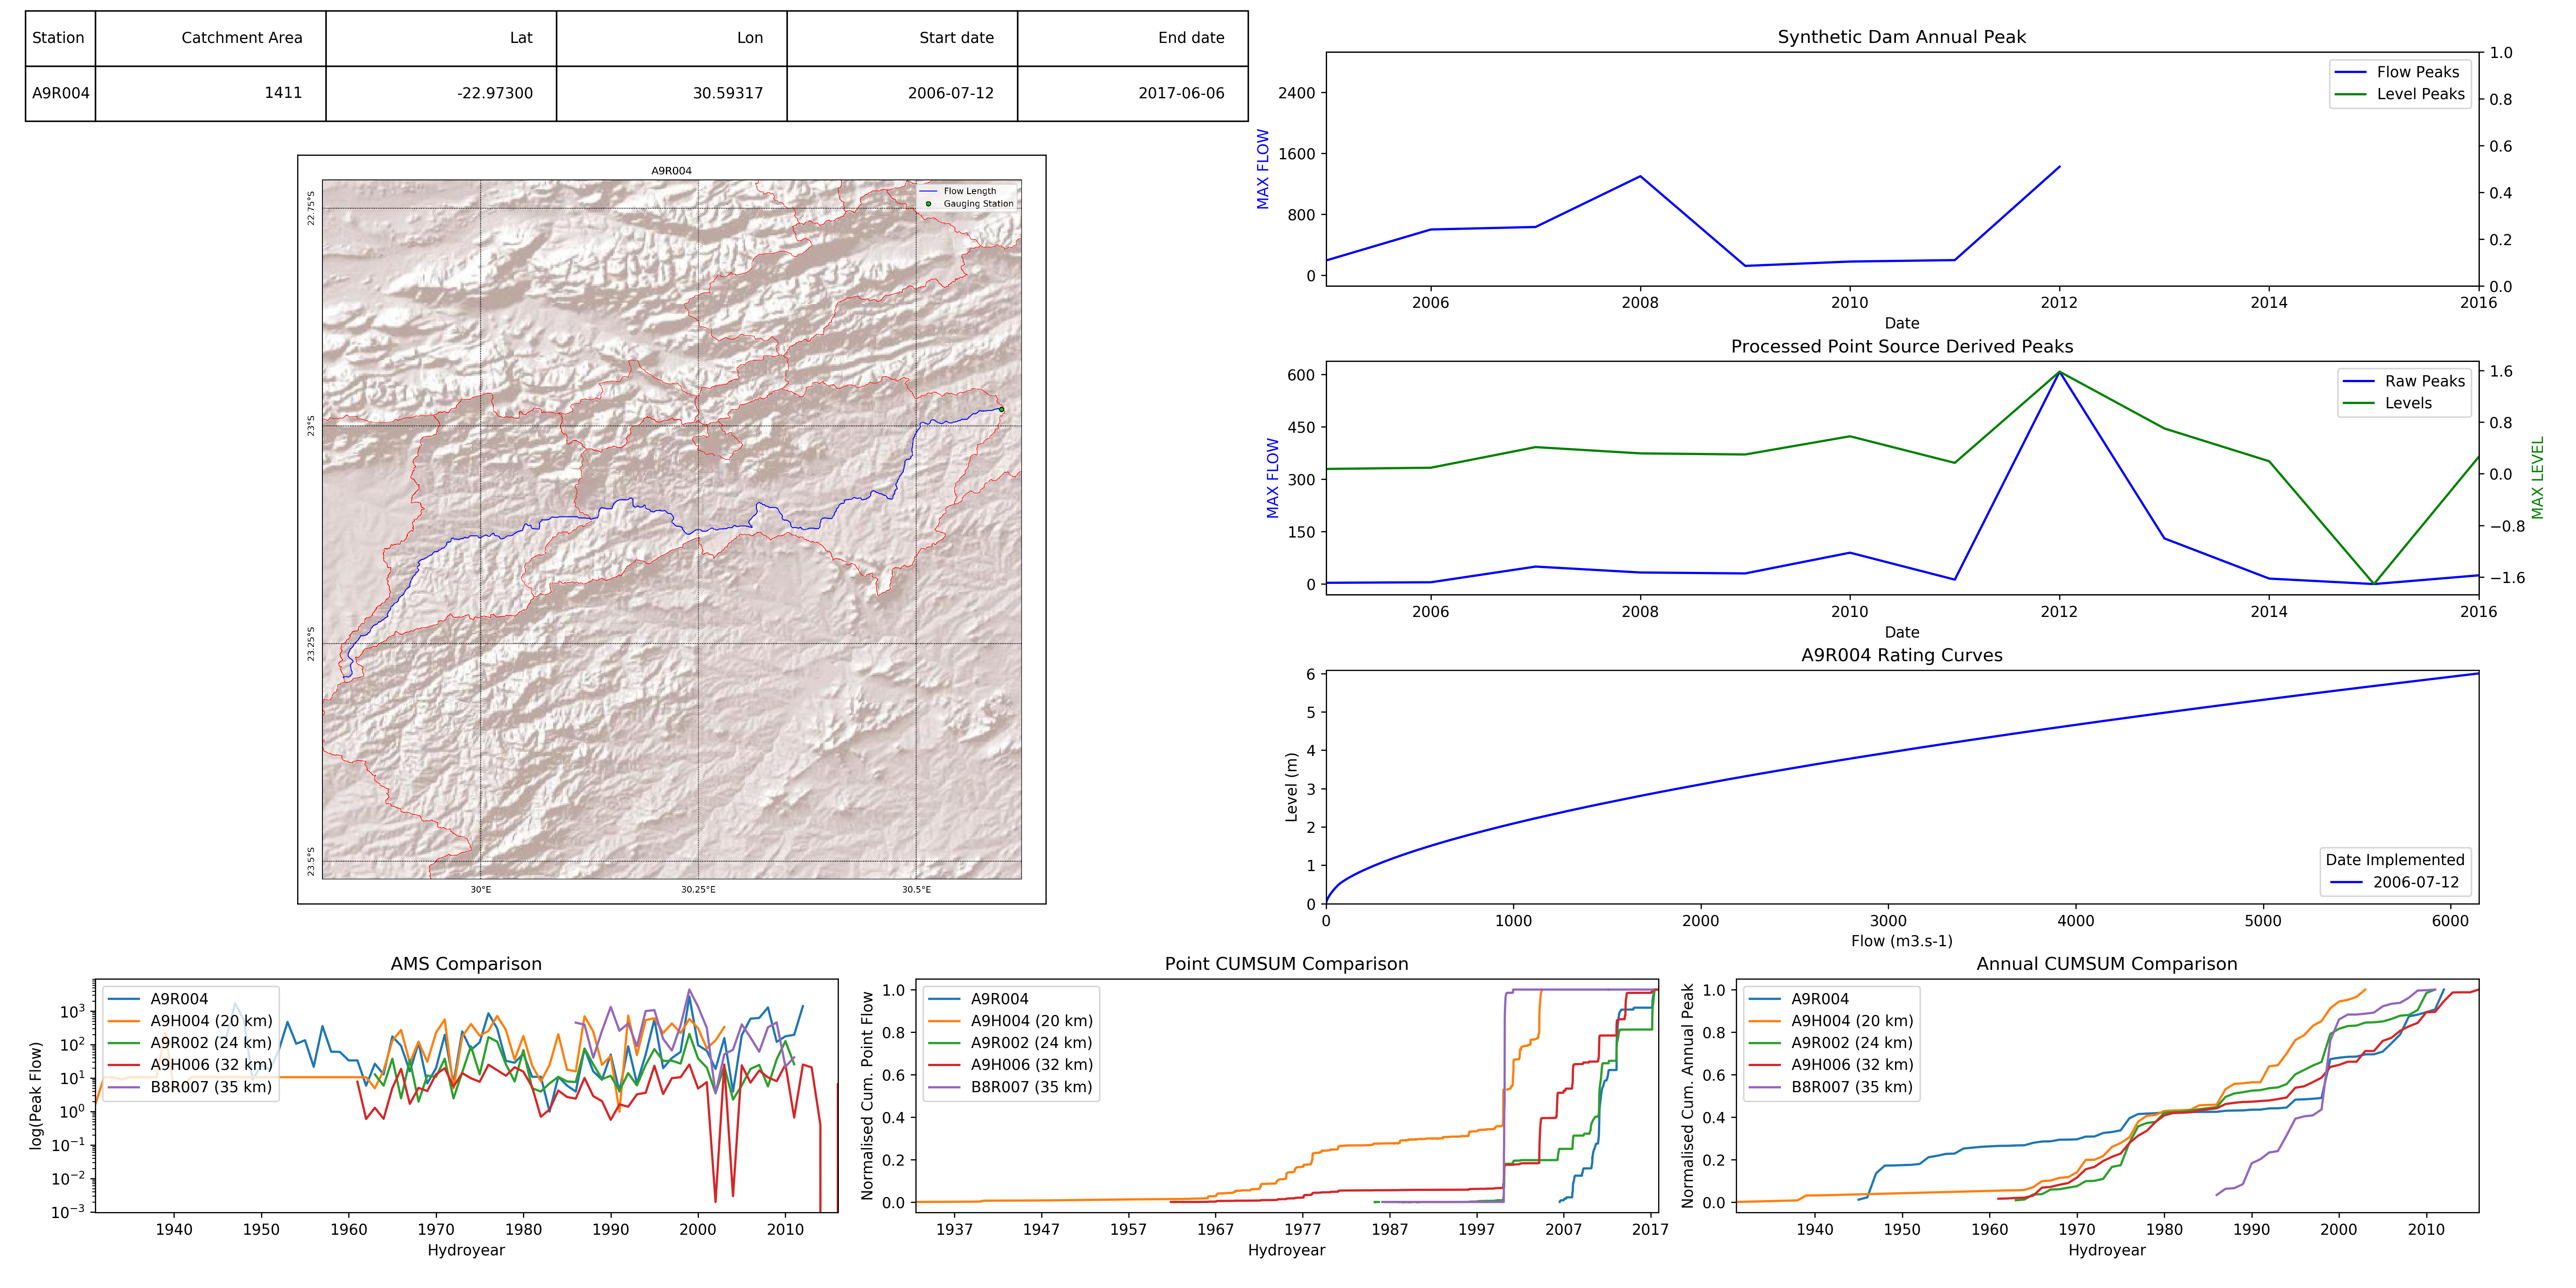 Station Catchment Area Lat Lon Start date End date
A9R004 1411 -22.97300 30.59317 2006-07-12 2017-06-06
A9R004
Flow Length
Gauging Station
22.75°S
23°S
23.25°S
23.5°S
30°E 30.25°E 30.5°E
Synthetic Dam Annual Peak
MAX FLOW
2400
1600
800
0
Flow Peaks
Level Peaks
1.0
0.8
0.6
0.4
0.2
0.0
2006 2008 2010 2012 2014 2016
Date
Processed Point Source Derived Peaks
MAX FLOW
600
450
300
150
0
Raw Peaks
Levels
1.6
0.8
0.0
−0.8
−1.6
MAX LEVEL
2006 2008 2010 2012 2014 2016
Date
A9R004 Rating Curves
Level (m)
6
5
4
3
2
1
0
Date Implemented
2006-07-12
0 1000 2000 3000 4000 5000 6000
Flow (m3.s-1)
AMS Comparison
log(Peak Flow)
10³
10²
10¹
10⁰
10⁻¹
10⁻²
10⁻³
A9R004
A9H004 (20 km)
A9R002 (24 km)
A9H006 (32 km)
B8R007 (35 km)
1940 1950 1960 1970 1980 1990 2000 2010
Hydroyear
Point CUMSUM Comparison
Normalised Cum. Point Flow
1.0
0.8
0.6
0.4
0.2
0.0
A9R004
A9H004 (20 km)
A9R002 (24 km)
A9H006 (32 km)
B8R007 (35 km)
1937 1947 1957 1967 1977 1987 1997 2007 2017
Hydroyear
Annual CUMSUM Comparison
Normalised Cum. Annual Peak
1.0
0.8
0.6
0.4
0.2
0.0
A9R004
A9H004 (20 km)
A9R002 (24 km)
A9H006 (32 km)
B8R007 (35 km)
1940 1950 1960 1970 1980 1990 2000 2010
Hydroyear